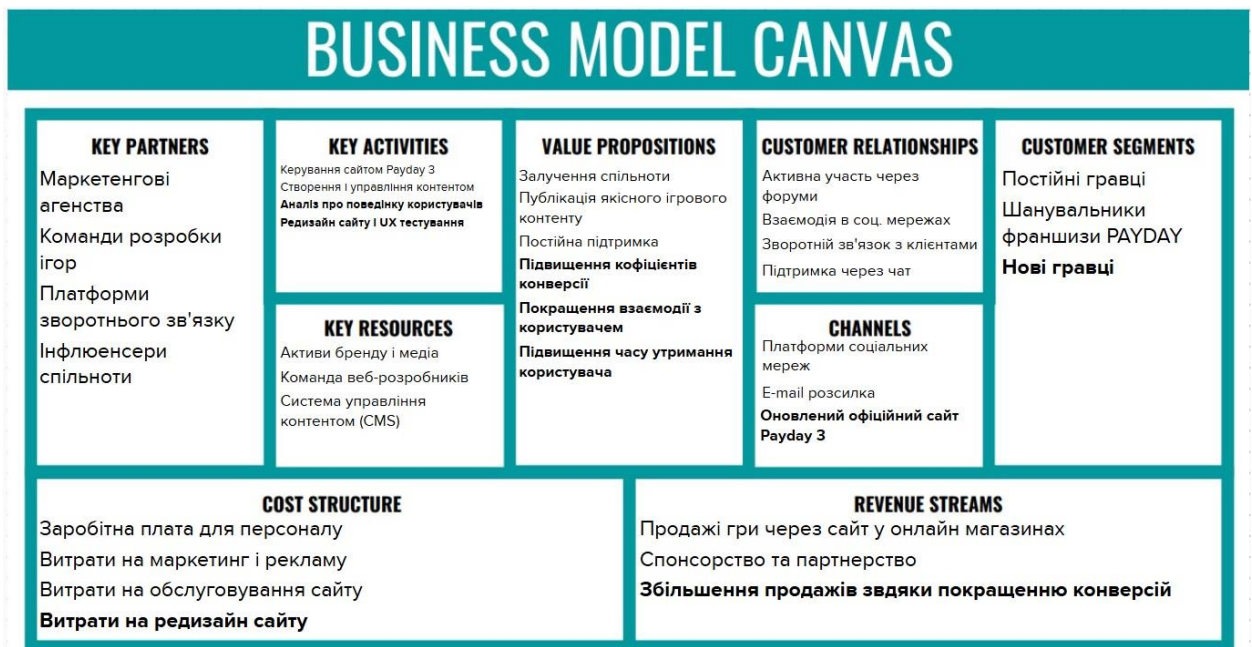 BUSINESS MODEL CANVAS
KEY PARTNERS
Маркетенгові
агенства
Команди розробки
ігор
Платформи
зворотнього зв'язку
Інфлюенсери
спільноти
KEY ACTIVITIES
Керування сайтом Payday 3
Створення і управління контентом
Аналіз про поведінку користувачів
Редизайн сайту і UX тестування
KEY RESOURCES
Активи бренду і медіа
Команда веб-розробників
Система управління
контентом (CMS)
VALUE PROPOSITIONS
Залучення спільноти
Публікація якісного ігрового
контенту
Постійна підтримка
Підвищення кофіцієнтів
конверсії
Покращення взаємодії з
користувачем
Підвищення часу утримання
користувача
CUSTOMER RELATIONSHIPS
Активна участь через
форуми
Взаємодія в соц. мережах
Зворотній зв'язок з клієнтами
Підтримка через чат
CHANNELS
Платформи соціальних
мереж
E-mail розсилка
Оновлений офіційний сайт
Payday 3
CUSTOMER SEGMENTS
Постійні гравці
Шанувальники
франшизи PAYDAY
Нові гравці
COST STRUCTURE
Заробітна плата для персоналу
Витрати на маркетинг і рекламу
Витрати на обслуговування сайту
Витрати на редизайн сайту
REVENUE STREAMS
Продажі гри через сайт у онлайн магазинах
Спонсорство та партнерство
Збільшення продажів звдяки покращенню конверсій